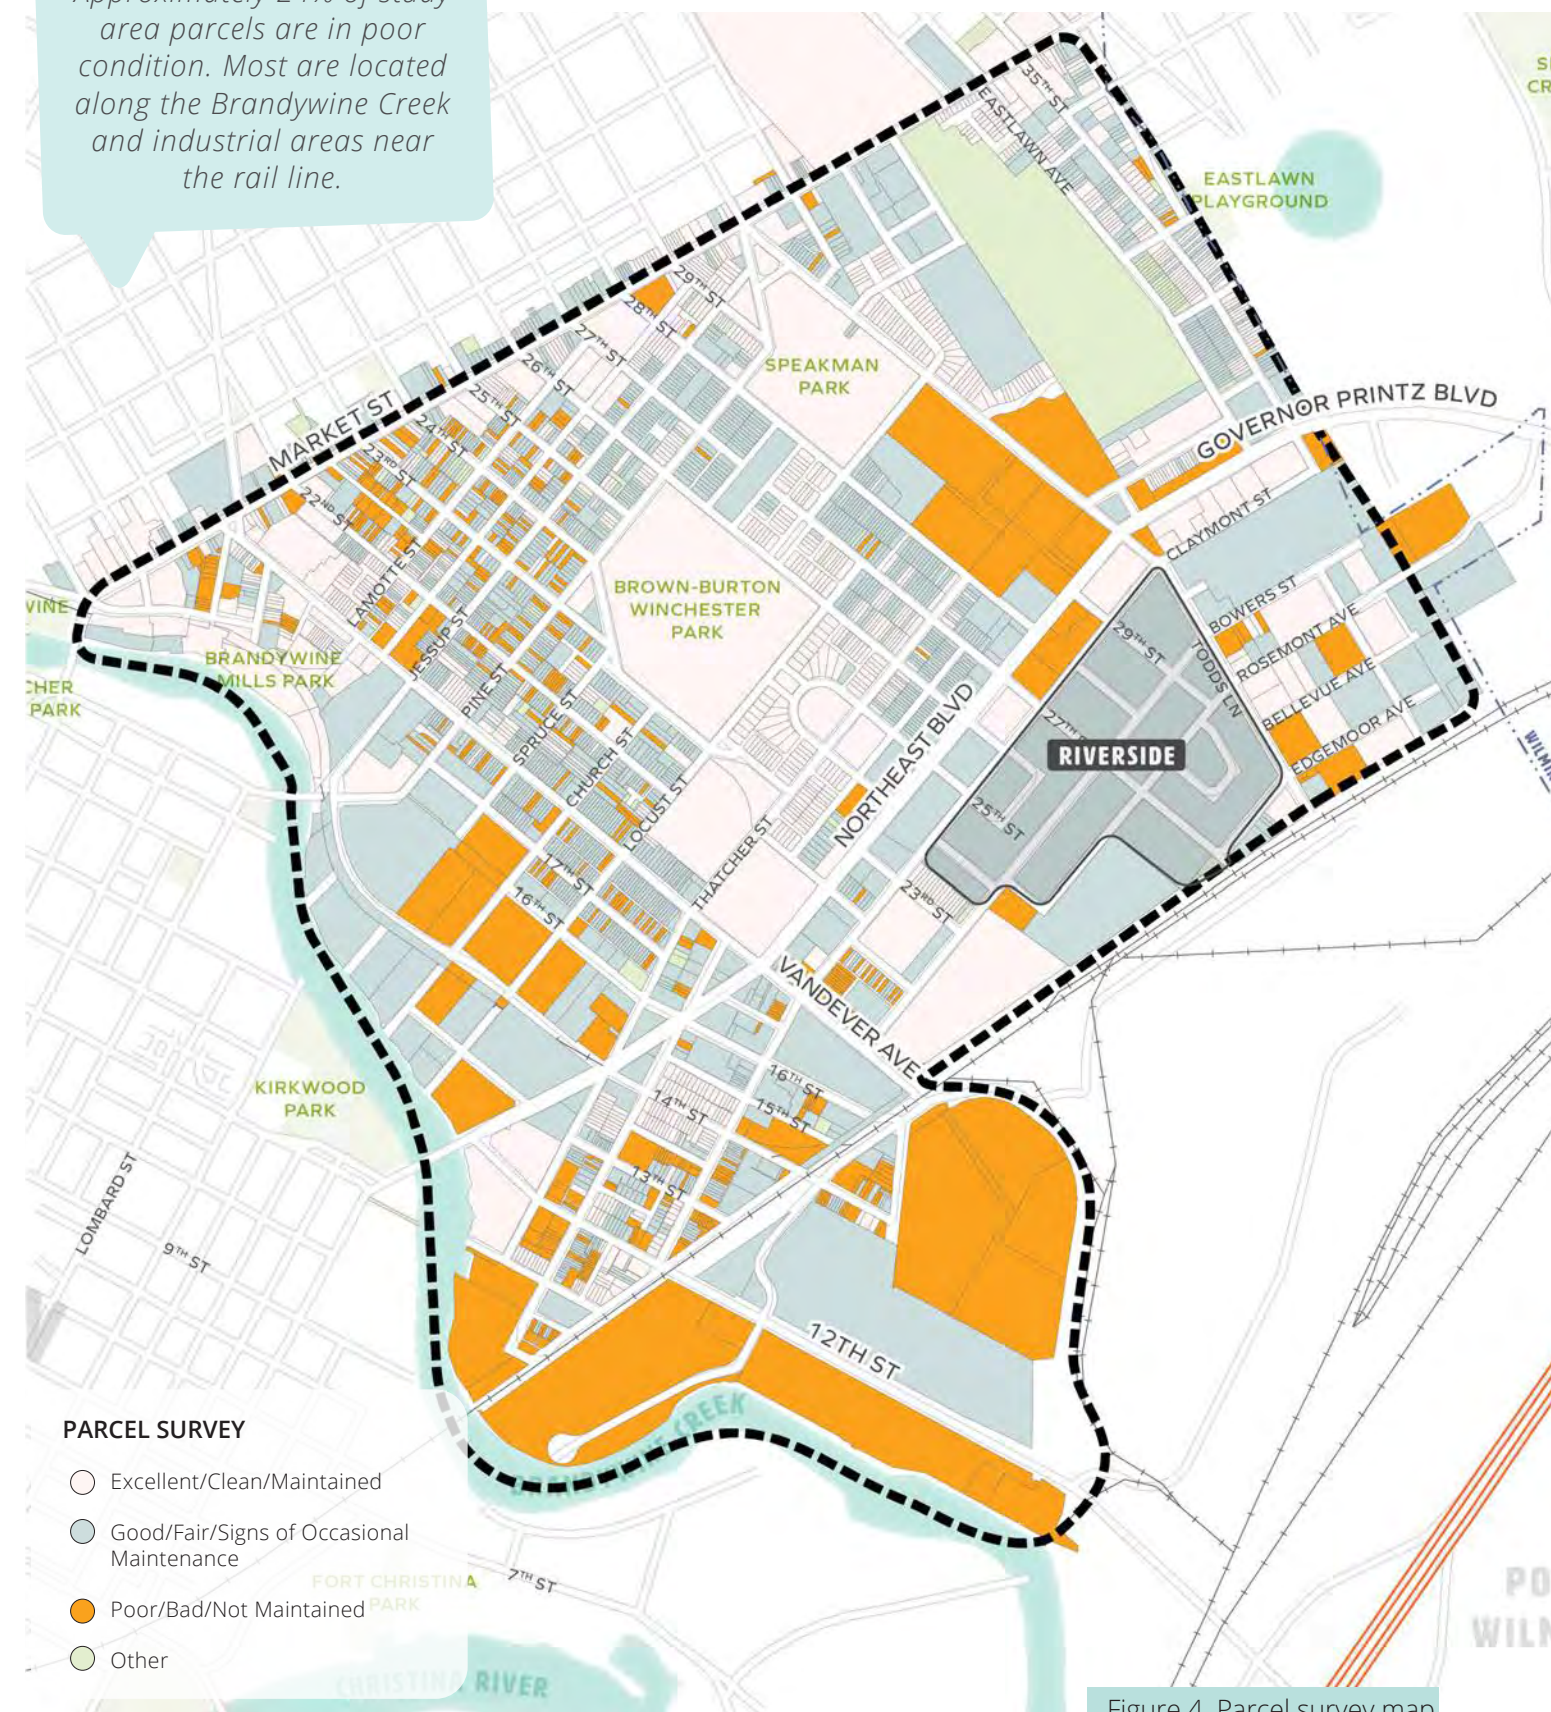 area parcels are in poor
condition. Most are located
along the Brandywine Creek
and industrial areas near
the rail line.
35TH ST
EASTLAWN AVE
EASTLAWN
PLAYGROUND
29TH ST
28TH ST
27TH ST
26TH ST
25TH ST
24TH ST
23RD ST
22ND ST
MARKET ST
SPEAKMAN
PARK
GOVERNOR PRINTZ BLVD
CLAYMONT ST
BOWERS ST
ROSEMONT AVE
BELLEVUE AVE
EDGEMOOR AVE
TODDS LN
29TH ST
RIVERSIDE
25TH ST
23RD ST
BROWN-BURTON
WINCHESTER
PARK
LAMOTTE ST
JESSUP ST
PINE ST
SPRUCE ST
CHURCH ST
LOCUST ST
THATCHER ST
NORTHEAST BLVD
BRANDYWINE
MILLS PARK
PARK
17TH ST
16TH ST
VANDEVER AVE
KIRKWOOD
PARK
16TH ST
15TH ST
14TH ST
13TH ST
12TH ST
LOMBARD ST
9TH ST
7TH ST
BRANDYWINE CREEK
FORT CHRISTINA
PARK
CHRISTINA RIVER
PARCEL SURVEY
Excellent/Clean/Maintained
Good/Fair/Signs of Occasional
Maintenance
Poor/Bad/Not Maintained
Other
Figure 4. Parcel survey map